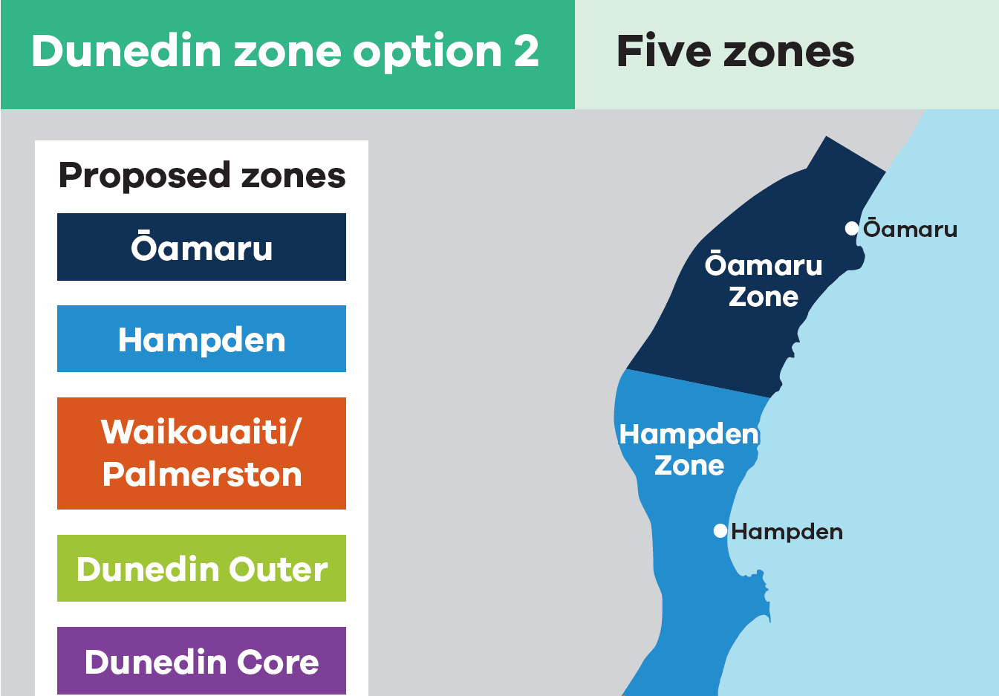 Dunedin zone option 2
Five zones
Proposed zones
Ōamaru
Hampden
Waikouaiti/
Palmerston
Dunedin Outer
Dunedin Core
Ōamaru
Ōamaru
Zone
Hampden
Zone
Hampden